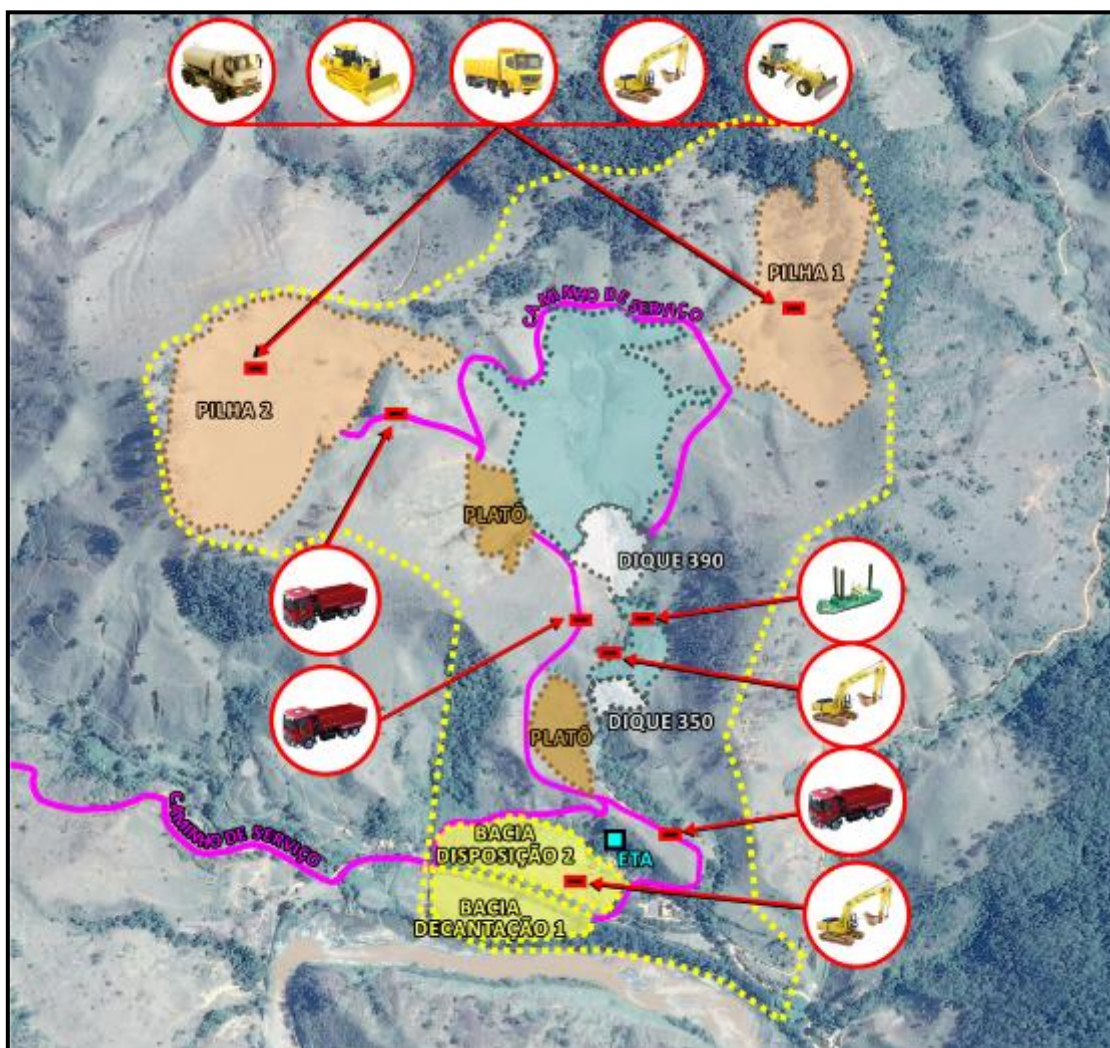 PILHA 1
CAMINHO DE SERVIÇO
PILHA 2
PLATÔ
DIQUE 390
DIQUE 350
PLATÔ
CAMINHO DE SERVIÇO
BACIA
DISPOSIÇÃO 2
ETA
BACIA
DECANTAÇÃO 1